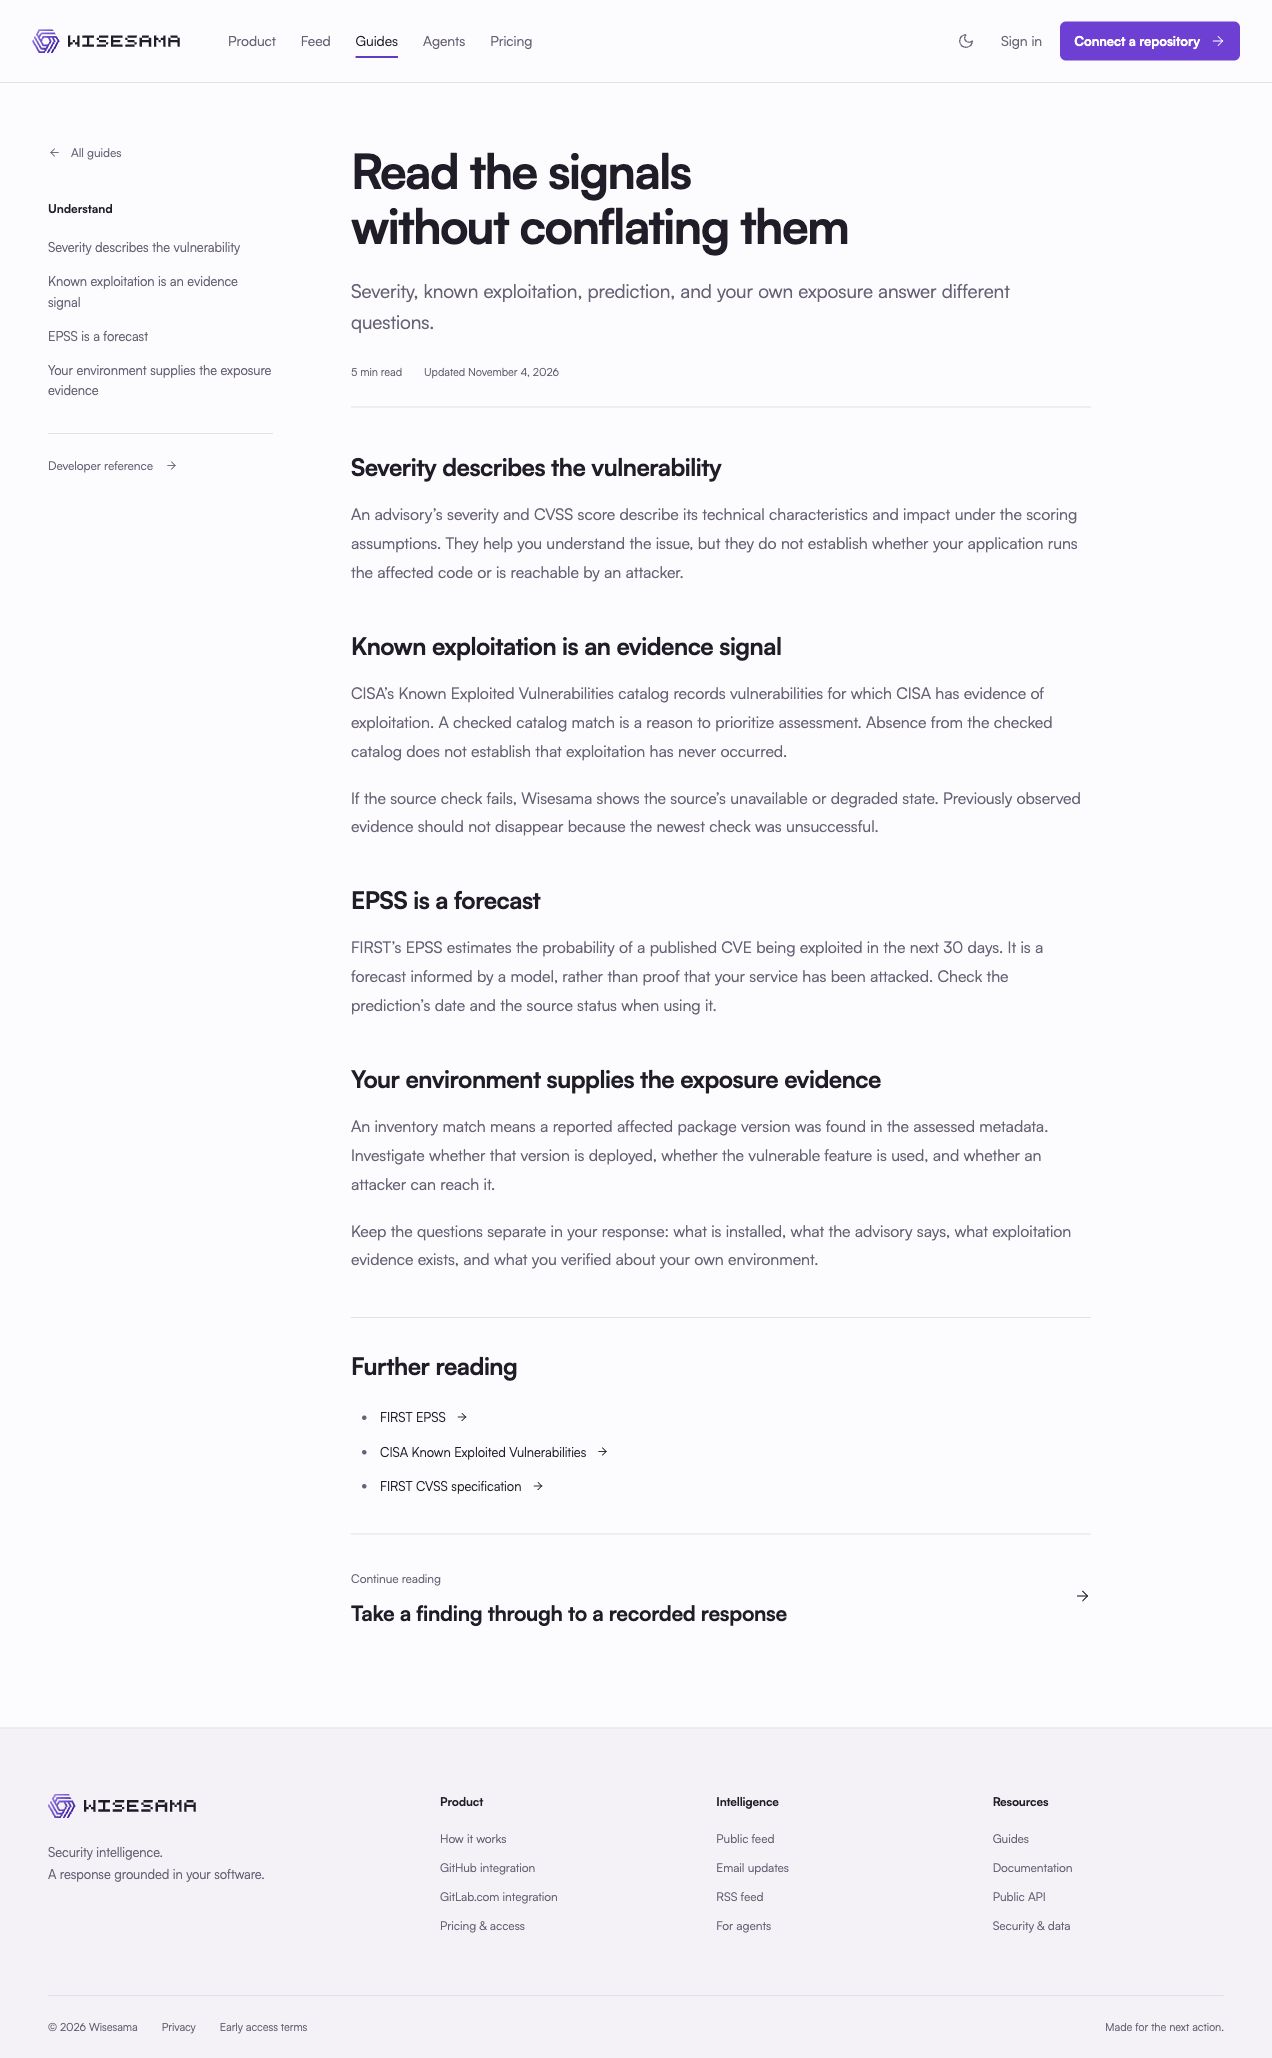 WISESAMA
Product
Feed
Guides
Agents
Pricing
Sign in
Connect a repository
All guides
Understand
Severity describes the vulnerability
Known exploitation is an evidence
signal
EPSS is a forecast
Your environment supplies the exposure
evidence
Developer reference
Read the signals
without conflating them
Severity, known exploitation, prediction, and your own exposure answer different
questions.
5 min read
Updated November 4, 2026
Severity describes the vulnerability
An advisory’s severity and CVSS score describe its technical characteristics and impact under the scoring
assumptions. They help you understand the issue, but they do not establish whether your application runs
the affected code or is reachable by an attacker.
Known exploitation is an evidence signal
CISA’s Known Exploited Vulnerabilities catalog records vulnerabilities for which CISA has evidence of
exploitation. A checked catalog match is a reason to prioritize assessment. Absence from the checked
catalog does not establish that exploitation has never occurred.
If the source check fails, Wisesama shows the source’s unavailable or degraded state. Previously observed
evidence should not disappear because the newest check was unsuccessful.
EPSS is a forecast
FIRST’s EPSS estimates the probability of a published CVE being exploited in the next 30 days. It is a
forecast informed by a model, rather than proof that your service has been attacked. Check the
prediction’s date and the source status when using it.
Your environment supplies the exposure evidence
An inventory match means a reported affected package version was found in the assessed metadata.
Investigate whether that version is deployed, whether the vulnerable feature is used, and whether an
attacker can reach it.
Keep the questions separate in your response: what is installed, what the advisory says, what exploitation
evidence exists, and what you verified about your own environment.
Further reading
FIRST EPSS
CISA Known Exploited Vulnerabilities
FIRST CVSS specification
Continue reading
Take a finding through to a recorded response
WISESAMA
Security intelligence.
A response grounded in your software.
Product
How it works
GitHub integration
GitLab.com integration
Pricing & access
Intelligence
Public feed
Email updates
RSS feed
For agents
Resources
Guides
Documentation
Public API
Security & data
© 2026 Wisesama
Privacy
Early access terms
Made for the next action.